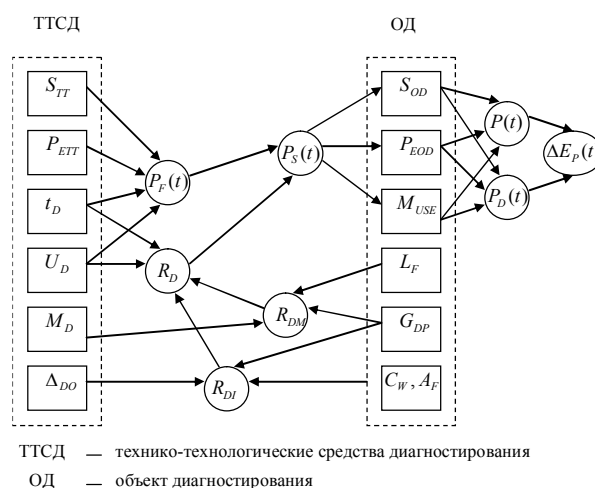 ТТСД ОД
S_TT S_OD
P(t)
P_ETT P_S(t) P_EOD ΔE_P(t
P_F(t)
t_D M_USE P_D(t)
U_D R_D L_F
M_D R_DM G_DP
Δ_DO R_DI C_W , A_F
ТТСД — технико-технологические средства диагностирования
ОД — объект диагностирования